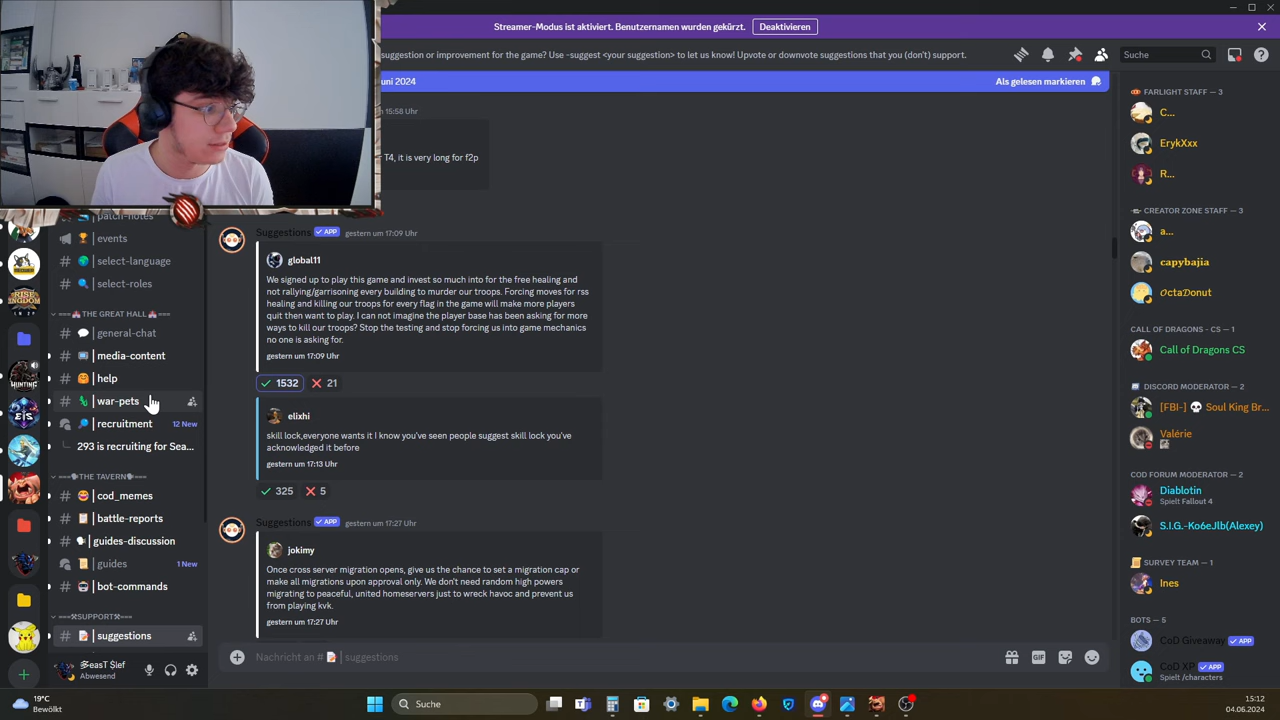 Streamer-Modus ist aktiviert. Benutzernamen wurden gekürzt. Deaktivieren
suggestion or improvement for the game? Use -suggest <your suggestion> to let us know! Upvote or downvote suggestions that you (don't) support.
Suche
uni 2024
Als gelesen markieren
m 15:58 Uhr
T4, it is very long for f2p
Suggestions APP gestern um 17:09 Uhr
global11
We signed up to play this game and invest so much into for the free healing and
not rallying/garrisoning every building to murder our troops. Forcing moves for rss
healing and killing our troops for every flag in the game will make more players
quit then want to play. I can not imagine the player base has been asking for more
ways to kill our troops? Stop the testing and stop forcing us into game mechanics
no one is asking for.
gestern um 17:09 Uhr
1532 21
elixhi
skill lock,everyone wants it I know you've seen people suggest skill lock you've
acknowledged it before
gestern um 17:13 Uhr
325 5
Suggestions APP gestern um 17:27 Uhr
jokimy
Once cross server migration opens, give us the chance to set a migration cap or
make all migrations upon approval only. We don't need random high powers
migrating to peaceful, united homeservers just to wreck havoc and prevent us
from playing kvk.
gestern um 17:27 Uhr
Nachricht an # | suggestions
GIF
patch-notes
| events
# | select-language
# | select-roles
THE GREAT HALL
# | general-chat
# | media-content
# | help
# | war-pets
| recruitment 12 New
293 is recruiting for Sea...
===THE TAVERN===
# | cod_memes
# | battle-reports
# | guides-discussion
| guides 1 New
# | bot-commands
===⚒SUPPORT⚒===
# | suggestions
Abwesend
FARLIGHT STAFF — 3
C...
ErykXxx
R...
CREATOR ZONE STAFF — 3
a...
capybajia
OctaDonut
CALL OF DRAGONS - CS — 1
Call of Dragons CS
DISCORD MODERATOR — 2
[FBI-] Soul King Br...
Valérie
COD FORUM MODERATOR — 2
Diablotin
Spielt Fallout 4
S.I.G.-Ko6eJlb(Alexey)
SURVEY TEAM — 1
Ines
BOTS — 5
CoD Giveaway APP
CoD XP APP
Spielt /characters
19°C
Bewölkt
Suche
15:12
04.06.2024